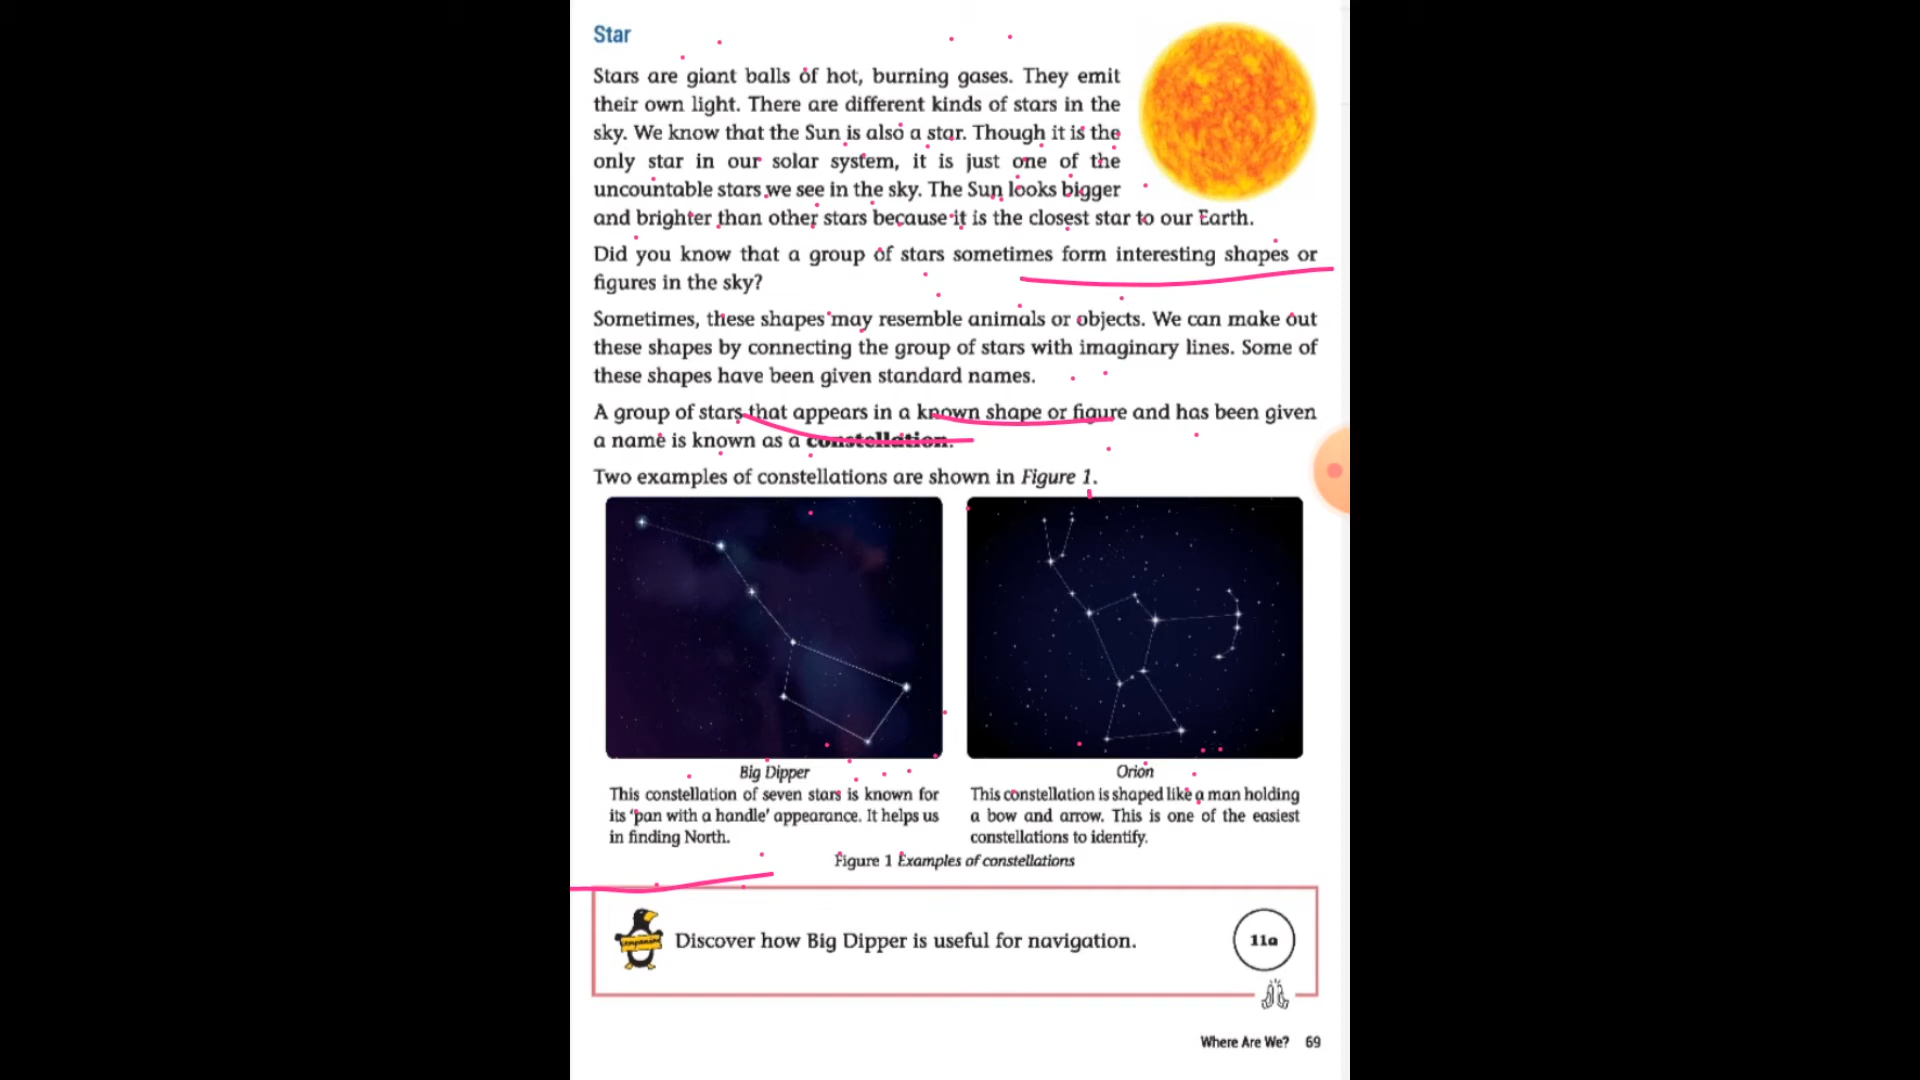 Star
Stars are giant balls of hot, burning gases. They emit
their own light. There are different kinds of stars in the
sky. We know that the Sun is also a star. Though it is the
only star in our solar system, it is just one of the
uncountable stars we see in the sky. The Sun looks bigger
and brighter than other stars because it is the closest star to our Earth.
Did you know that a group of stars sometimes form interesting shapes or
figures in the sky?
Sometimes, these shapes may resemble animals or objects. We can make out
these shapes by connecting the group of stars with imaginary lines. Some of
these shapes have been given standard names.
A group of stars that appears in a known shape or figure and has been given
a name is known as a constellation.
Two examples of constellations are shown in Figure 1.
Big Dipper
This constellation of seven stars is known for
its 'pan with a handle' appearance. It helps us
in finding North.
Orion
This constellation is shaped like a man holding
a bow and arrow. This is one of the easiest
constellations to identify.
Figure 1 Examples of constellations
Discover how Big Dipper is useful for navigation.
11a
Where Are We? 69